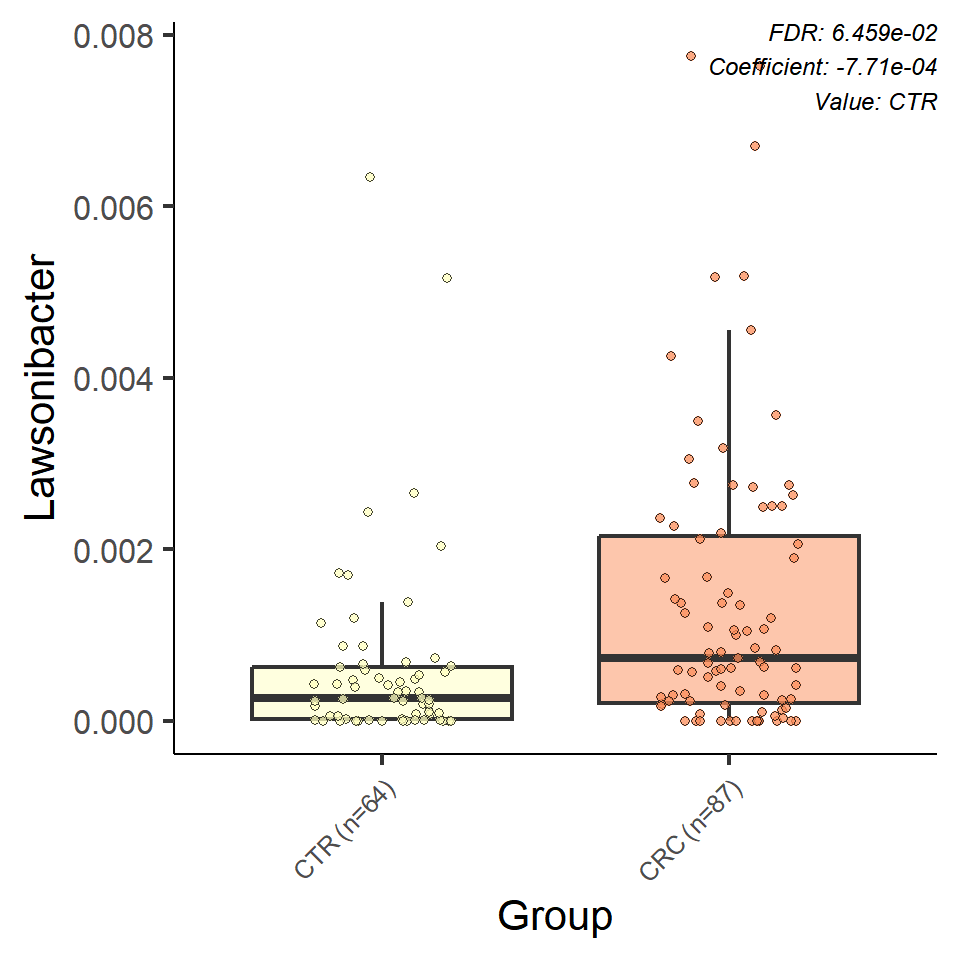 FDR: 6.459e-02
Coefficient: -7.71e-04
Value: CTR
0.008
0.006
0.004
0.002
0.000
Lawsonibacter
CTR (n=64)
CRC (n=87)
Group